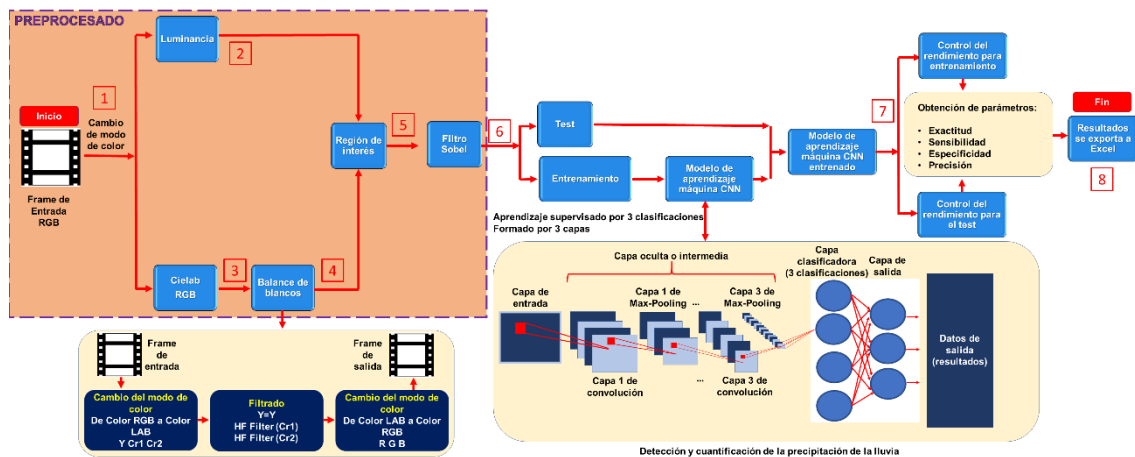 PREPROCESADO
Inicio
Frame de
Entrada
RGB
1
Cambio
de modo
de color
Luminancia
2
Cielab
RGB
3
Balance de
blancos
4
Región de
interés
5
Filtro
Sobel
6
Frame
de
entrada
Frame
de
salida
Cambio del modo de
color
De Color RGB a Color
LAB
Y Cr1 Cr2
Filtrado
Y=Y
HF Filter (Cr1)
HF Filter (Cr2)
Cambio del modo de
color
De Color LAB a Color
RGB
R G B
Test
Entrenamiento
Modelo de
aprendizaje
máquina CNN
Aprendizaje supervisado por 3 clasificaciones
Formado por 3 capas
Modelo de
aprendizaje
máquina CNN
entrenado
7
Control del
rendimiento para
entrenamiento
Obtención de parámetros:
• Exactitud
• Sensibilidad
• Especificidad
• Precisión
Control del
rendimiento para
el test
Fin
Resultados
se exporta a
Excel
8
Capa oculta o intermedia
Capa de
entrada
Capa 1 de
Max-Pooling
...
Capa 3 de
Max-Pooling
Capa 1 de
convolución
...
Capa 3 de
convolución
Capa
clasificadora
(3 clasificaciones)
Capa de
salida
Datos de
salida
(resultados)
Detección y cuantificación de la precipitación de la lluvia